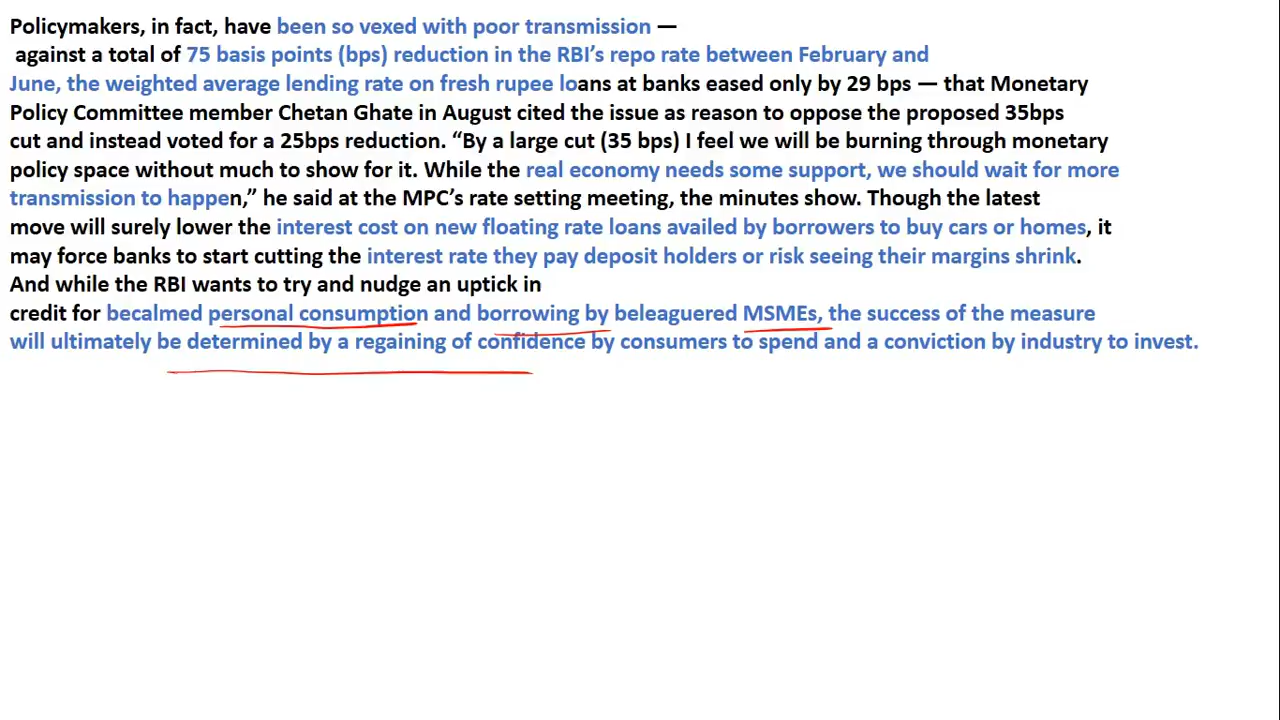 Policymakers, in fact, have been so vexed with poor transmission —
against a total of 75 basis points (bps) reduction in the RBI’s repo rate between February and
June, the weighted average lending rate on fresh rupee loans at banks eased only by 29 bps — that Monetary
Policy Committee member Chetan Ghate in August cited the issue as reason to oppose the proposed 35bps
cut and instead voted for a 25bps reduction. “By a large cut (35 bps) I feel we will be burning through monetary
policy space without much to show for it. While the real economy needs some support, we should wait for more
transmission to happen,” he said at the MPC’s rate setting meeting, the minutes show. Though the latest
move will surely lower the interest cost on new floating rate loans availed by borrowers to buy cars or homes, it
may force banks to start cutting the interest rate they pay deposit holders or risk seeing their margins shrink.
And while the RBI wants to try and nudge an uptick in
credit for becalmed personal consumption and borrowing by beleaguered MSMEs, the success of the measure
will ultimately be determined by a regaining of confidence by consumers to spend and a conviction by industry to invest.